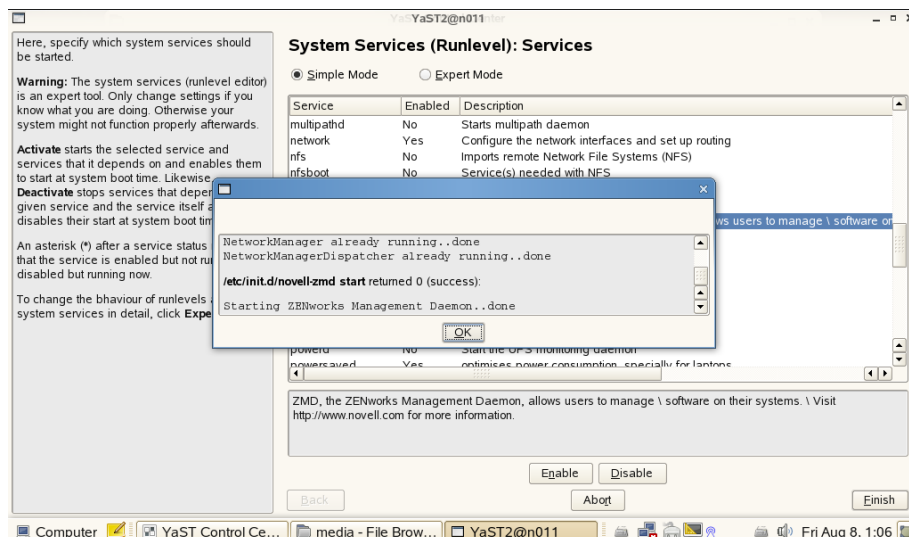 YaST2@n011
Here, specify which system services should
be started.
Warning: The system services (runlevel editor)
is an expert tool. Only change settings if you
know what you are doing. Otherwise your
system might not function properly afterwards.
Activate starts the selected service and
services that it depends on and enables them
to start at system boot time. Likewise,
Deactivate stops services that depen
given service and the service itself a
disables their start at system boot tim
An asterisk (*) after a service status
that the service is enabled but not ru
disabled but running now.
To change the bhaviour of runlevels
system services in detail, click Expe
System Services (Runlevel): Services
Simple Mode
Expert Mode
Service Enabled Description
multipathd No Starts multipath daemon
network Yes Configure the network interfaces and set up routing
nfs No Imports remote Network File Systems (NFS)
nfsboot No Service(s) needed with NFS
ws users to manage \ software on
NetworkManager already running..done
NetworkManagerDispatcher already running..done
/etc/init.d/novell-zmd start returned 0 (success):
Starting ZENworks Management Daemon..done
OK
powerd No Start the UPS monitoring daemon
powersaved Yes optimises power consumption, specially for laptops
ZMD, the ZENworks Management Daemon, allows users to manage \ software on their systems. \ Visit
http://www.novell.com for more information.
Enable Disable
Back Abort Finish
Computer YaST Control Ce... media - File Brow... YaST2@n011 Fri Aug 8, 1:06